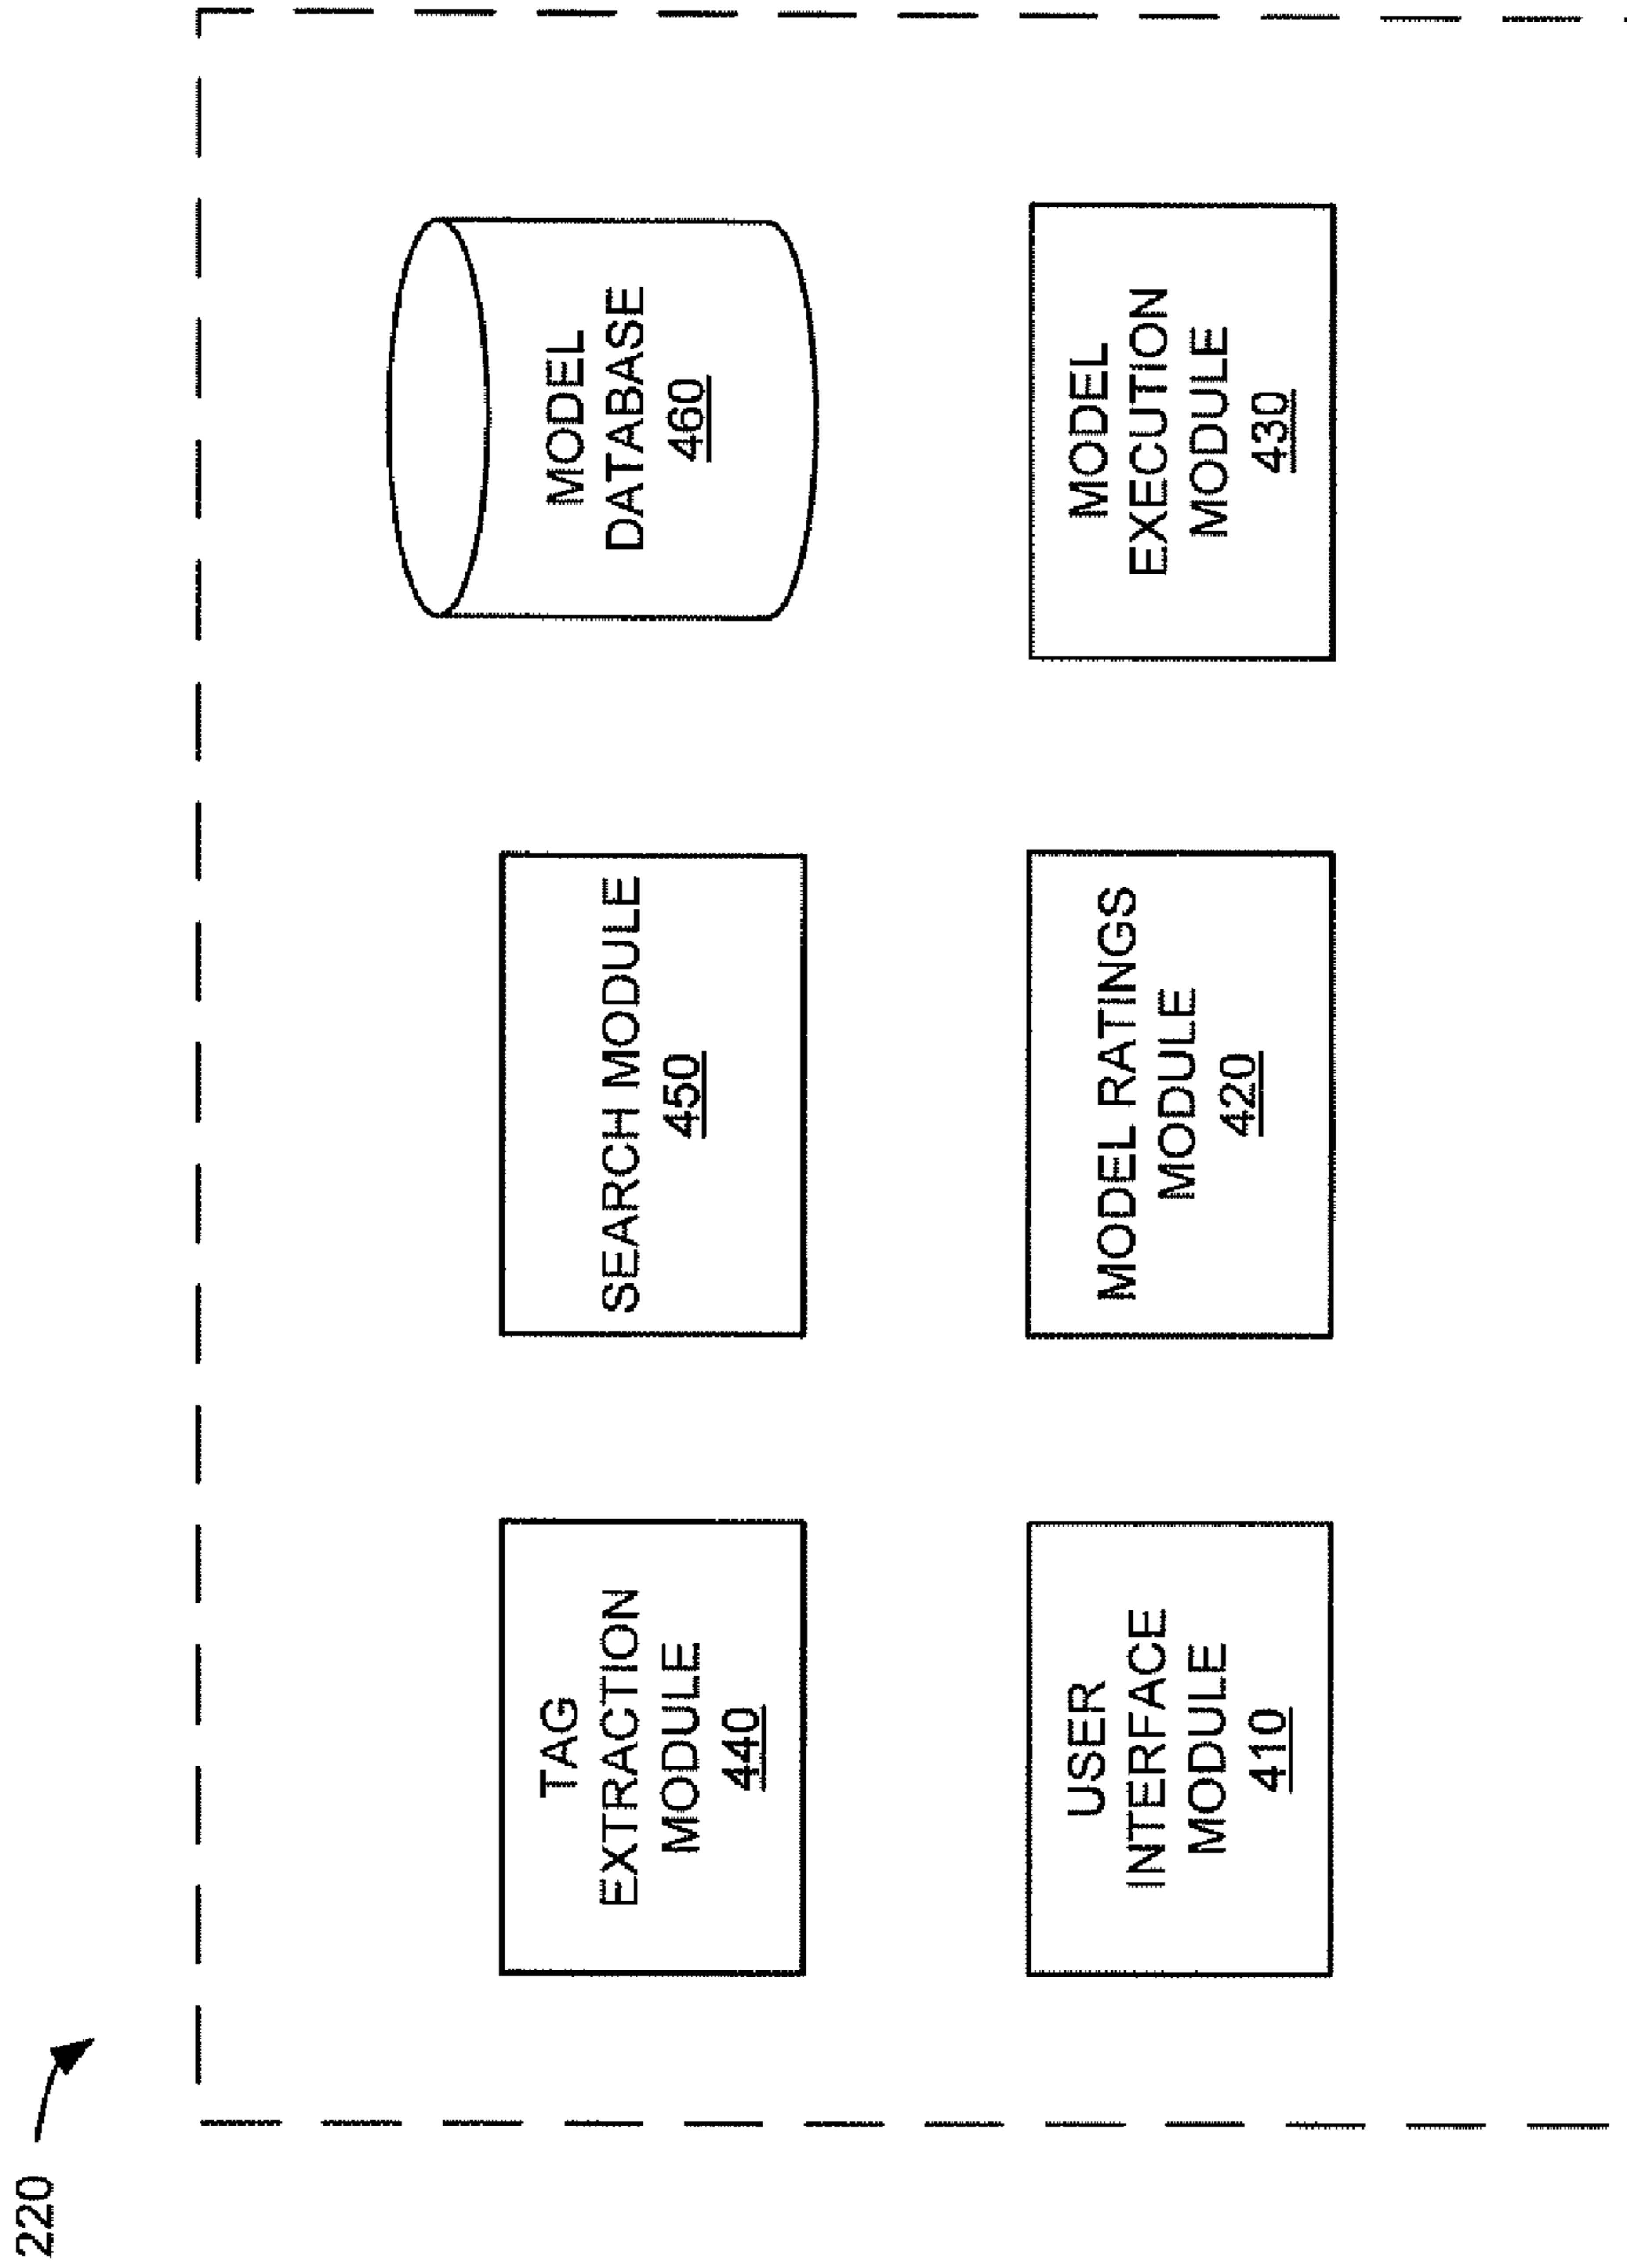 220
TAG
EXTRACTION
MODULE
440
SEARCH MODULE
450
MODEL
DATABASE
460
USER
INTERFACE
MODULE
410
MODEL RATINGS
MODULE
420
MODEL
EXECUTION
MODULE
430